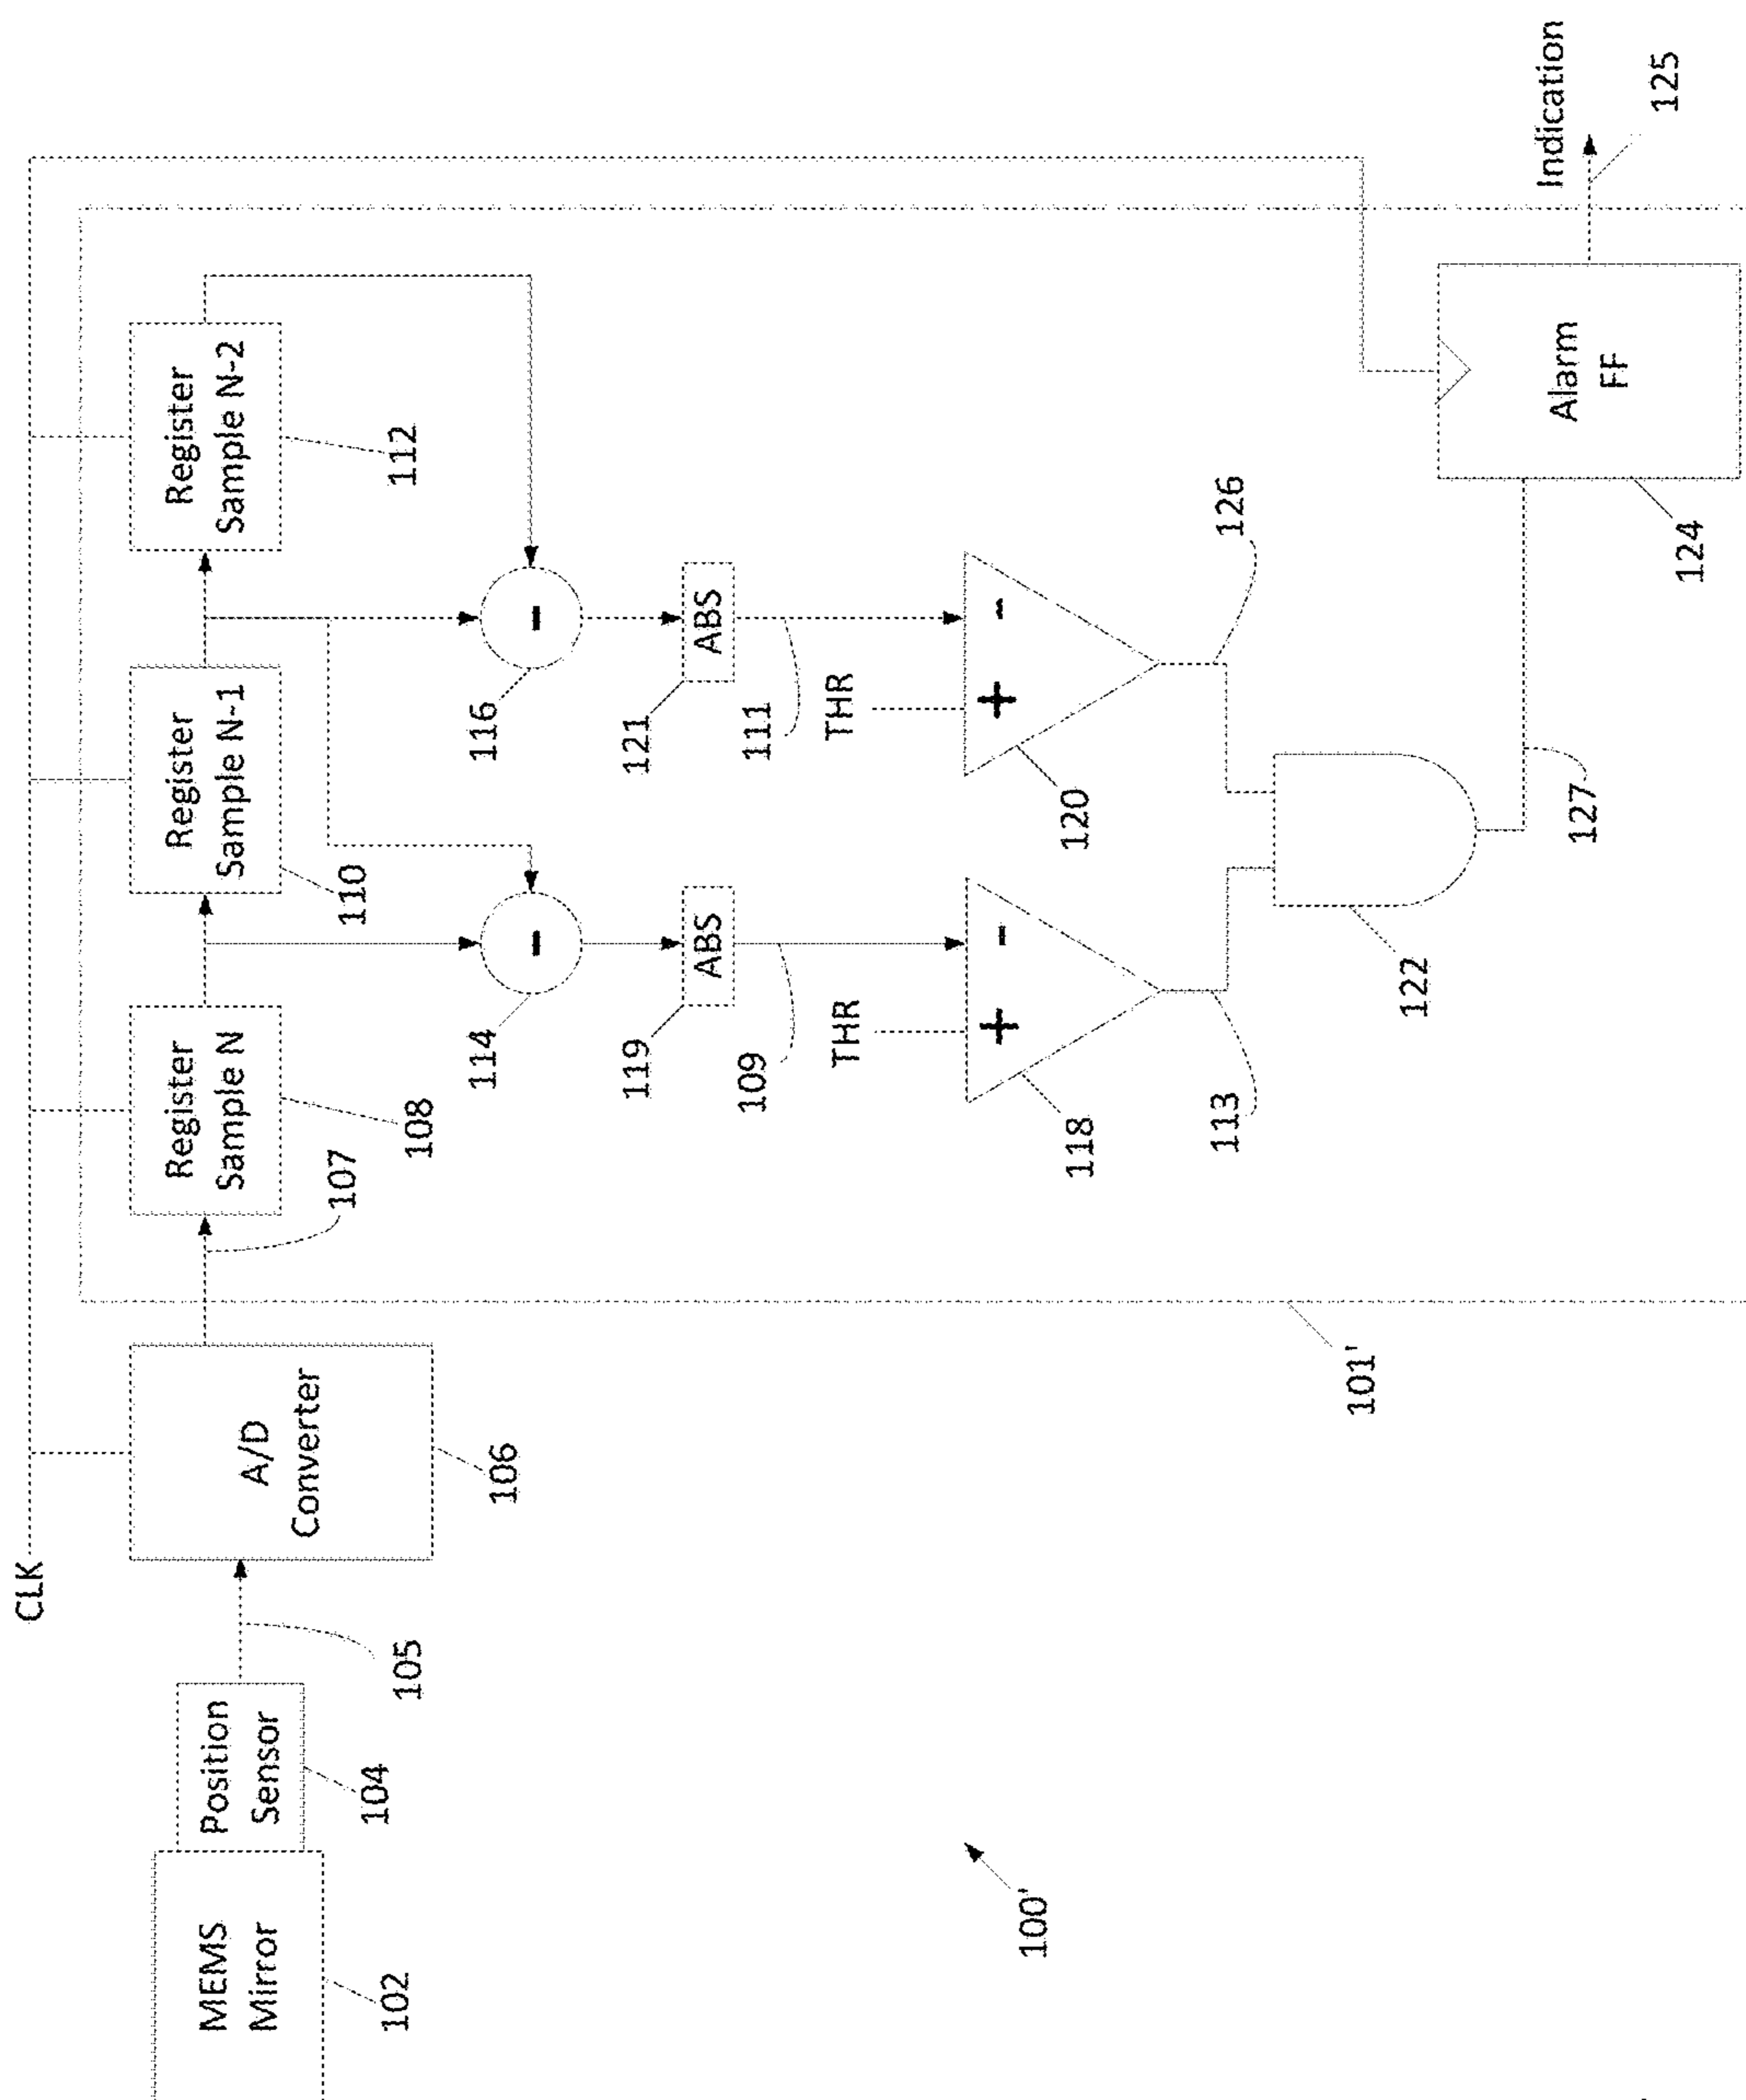 CLK
MEMS
Mirror
102
Position
Sensor
104
105
A/D
Converter
106
107
Register
Sample N
108
Register
Sample N-1
110
Register
Sample N-2
112
-
114
-
116
ABS
119
ABS
121
109
111
THR
THR
+
-
118
+
-
120
113
126
122
127
Alarm
FF
124
Indication
125
101'
100'